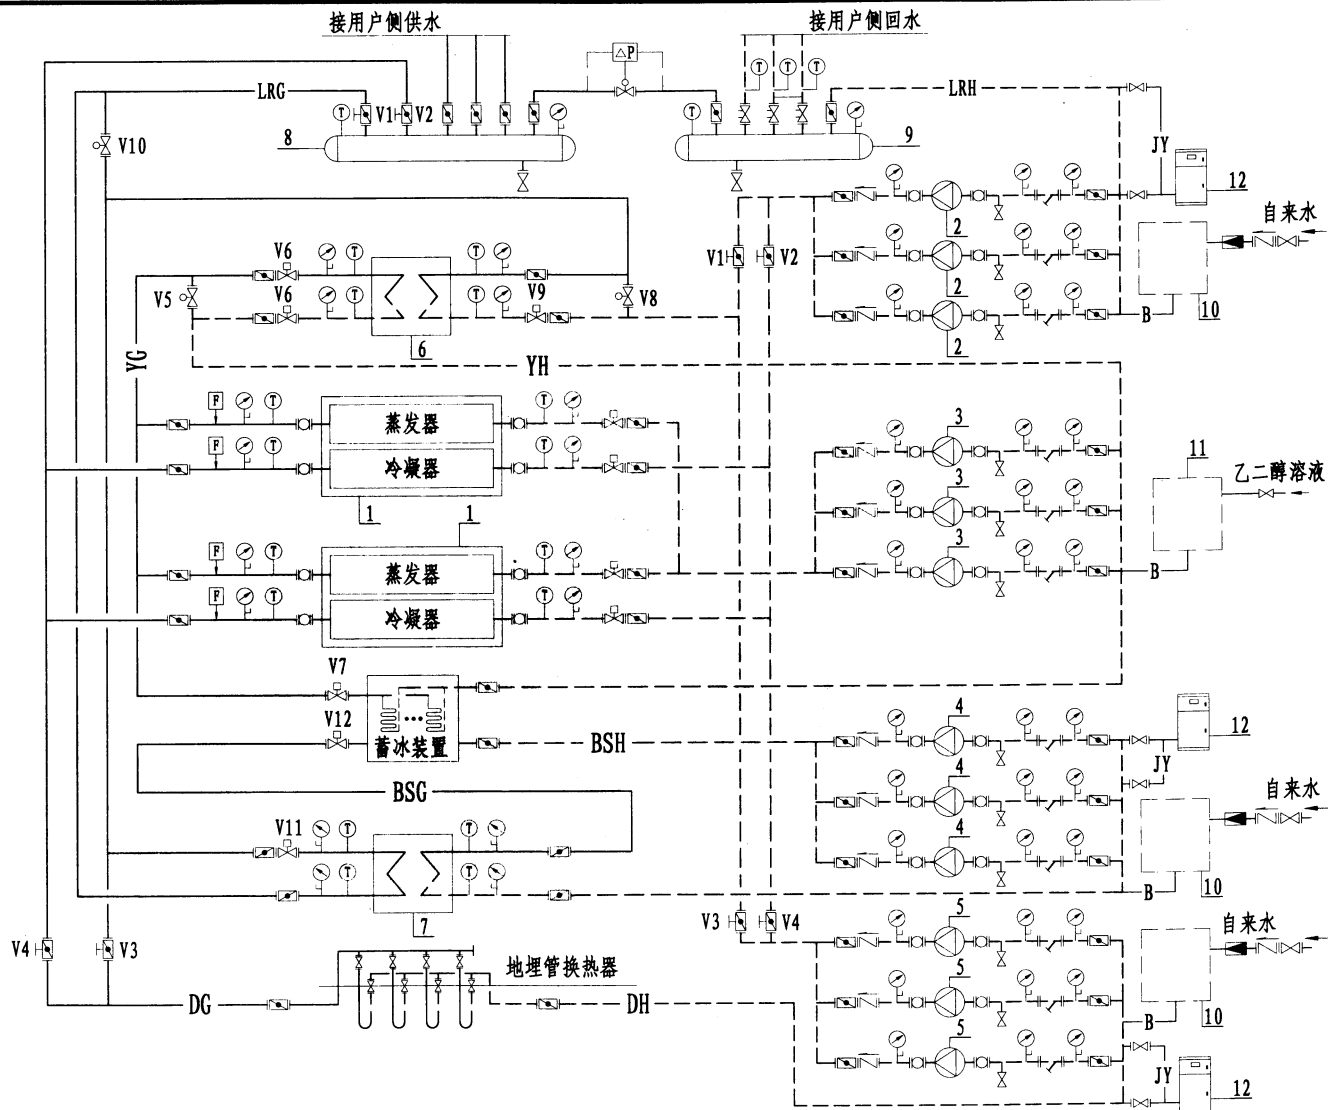 接用户侧供水
接用户侧回水
△P
LRG
T
V1
V2
T
T
T
T
LRH
8
9
V10
JY
12
自来水
2
V6
T
T
V1
V2
2
V5
V6
T
T
V9
V8
2
B
10
6
YG
YH
F
T
蒸发器
T
3
F
T
冷凝器
T
11
乙二醇溶液
3
1
1
3
F
T
蒸发器
T
B
F
T
冷凝器
T
V7
V12
蓄冰装置
BSH
4
12
JY
4
BSG
自来水
V11
T
T
4
T
T
B
10
7
V3
V4
5
自来水
V4
V3
地埋管换热器
5
DG
DH
B
10
5
JY
12